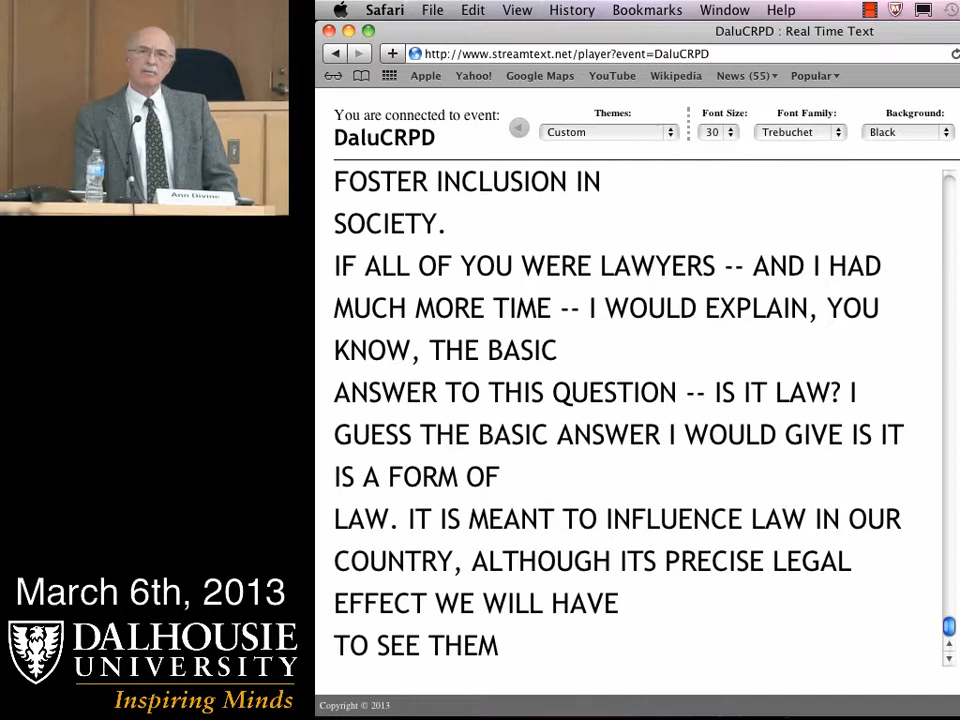 Safari File Edit View History Bookmarks Window Help
DaluCRPD : Real Time Text
http://www.streamtext.net/player?event=DaluCRPD
Apple Yahoo! Google Maps YouTube Wikipedia News (55) Popular
You are connected to event:
DaluCRPD
Themes: Font Size: Font Family: Background:
Custom 30 Trebuchet Black
FOSTER INCLUSION IN
SOCIETY.
IF ALL OF YOU WERE LAWYERS -- AND I HAD
MUCH MORE TIME -- I WOULD EXPLAIN, YOU
KNOW, THE BASIC
ANSWER TO THIS QUESTION -- IS IT LAW? I
GUESS THE BASIC ANSWER I WOULD GIVE IS IT
IS A FORM OF
LAW. IT IS MEANT TO INFLUENCE LAW IN OUR
COUNTRY, ALTHOUGH ITS PRECISE LEGAL
EFFECT WE WILL HAVE
TO SEE THEM
Copyright © 2013
Ann Divine
March 6th, 2013
DALHOUSIE
UNIVERSITY
Inspiring Minds